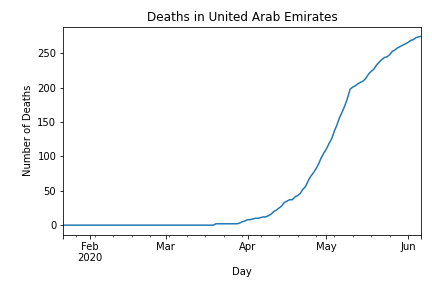 Deaths in United Arab Emirates
Number of Deaths
250
200
150
100
50
0
Feb
2020
Mar
Apr
May
Jun
Day